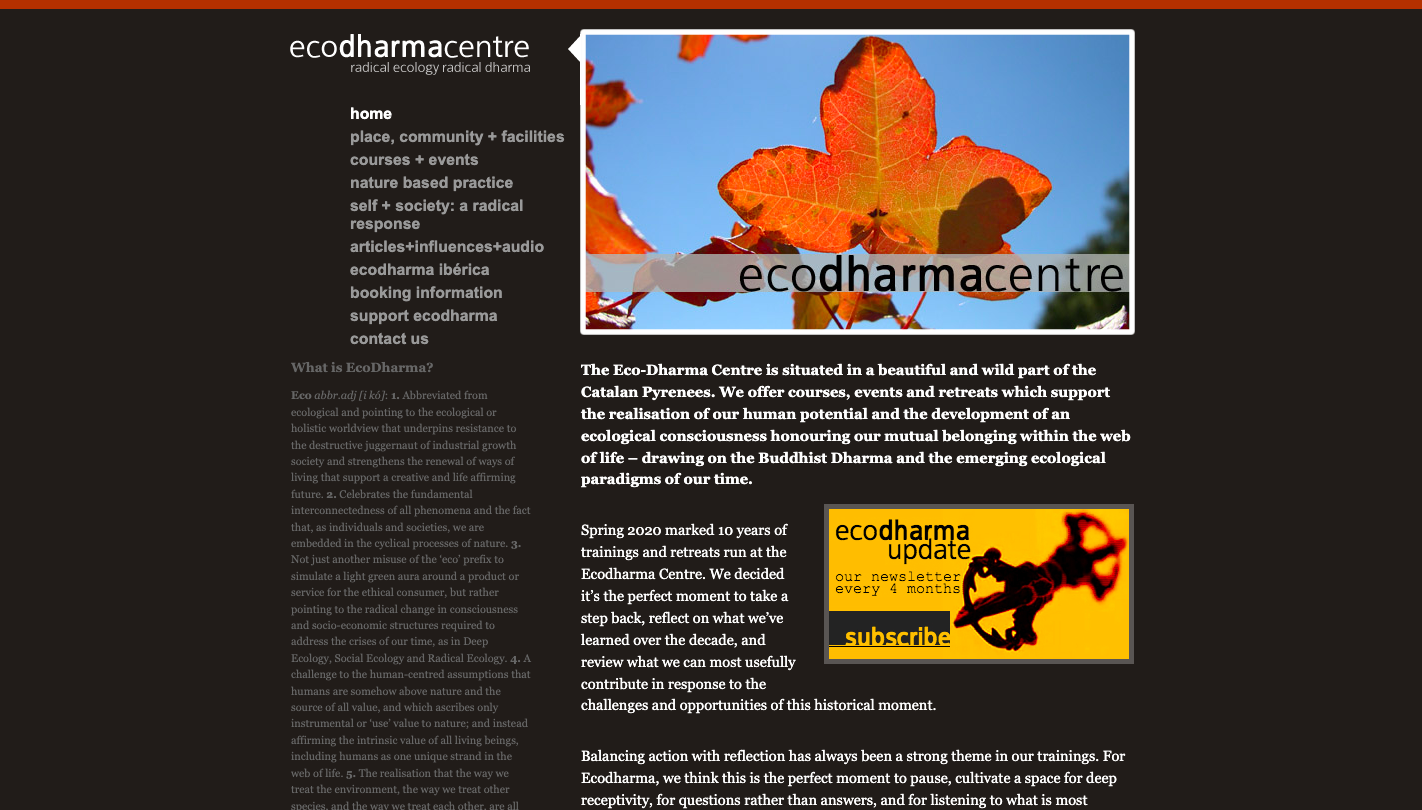 ecodharmacentre
radical ecology radical dharma
home
place, community + facilities
courses + events
nature based practice
self + society: a radical
response
articles+influences+audio
ecodharma ibérica
booking information
support ecodharma
contact us
What is EcoDharma?
Eco abbr.adj [i kó]: 1. Abbreviated from
ecological and pointing to the ecological or
holistic worldview that underpins resistance to
the destructive juggernaut of industrial growth
society and strengthens the renewal of ways of
living that support a creative and life affirming
future. 2. Celebrates the fundamental
interconnectedness of all phenomena and the fact
that, as individuals and societies, we are
embedded in the cyclical processes of nature. 3.
Not just another misuse of the ‘eco’ prefix to
simulate a light green aura around a product or
service for the ethical consumer, but rather
pointing to the radical change in consciousness
and socio-economic structures required to
address the crises of our time, as in Deep
Ecology, Social Ecology and Radical Ecology. 4. A
challenge to the human-centred assumptions that
humans are somehow above nature and the
source of all value, and which ascribes only
instrumental or ‘use’ value to nature; and instead
affirming the intrinsic value of all living beings,
including humans as one unique strand in the
web of life. 5. The realisation that the way we
treat the environment, the way we treat other
species, and the way we treat each other, are all
ecodharmacentre
The Eco-Dharma Centre is situated in a beautiful and wild part of the
Catalan Pyrenees. We offer courses, events and retreats which support
the realisation of our human potential and the development of an
ecological consciousness honouring our mutual belonging within the web
of life – drawing on the Buddhist Dharma and the emerging ecological
paradigms of our time.
Spring 2020 marked 10 years of
trainings and retreats run at the
Ecodharma Centre. We decided
it’s the perfect moment to take a
step back, reflect on what we’ve
learned over the decade, and
review what we can most usefully
contribute in response to the
challenges and opportunities of this historical moment.
ecodharma
update
our newsletter
every 4 months
subscribe
Balancing action with reflection has always been a strong theme in our trainings. For
Ecodharma, we think this is the perfect moment to pause, cultivate a space for deep
receptivity, for questions rather than answers, and for listening to what is most